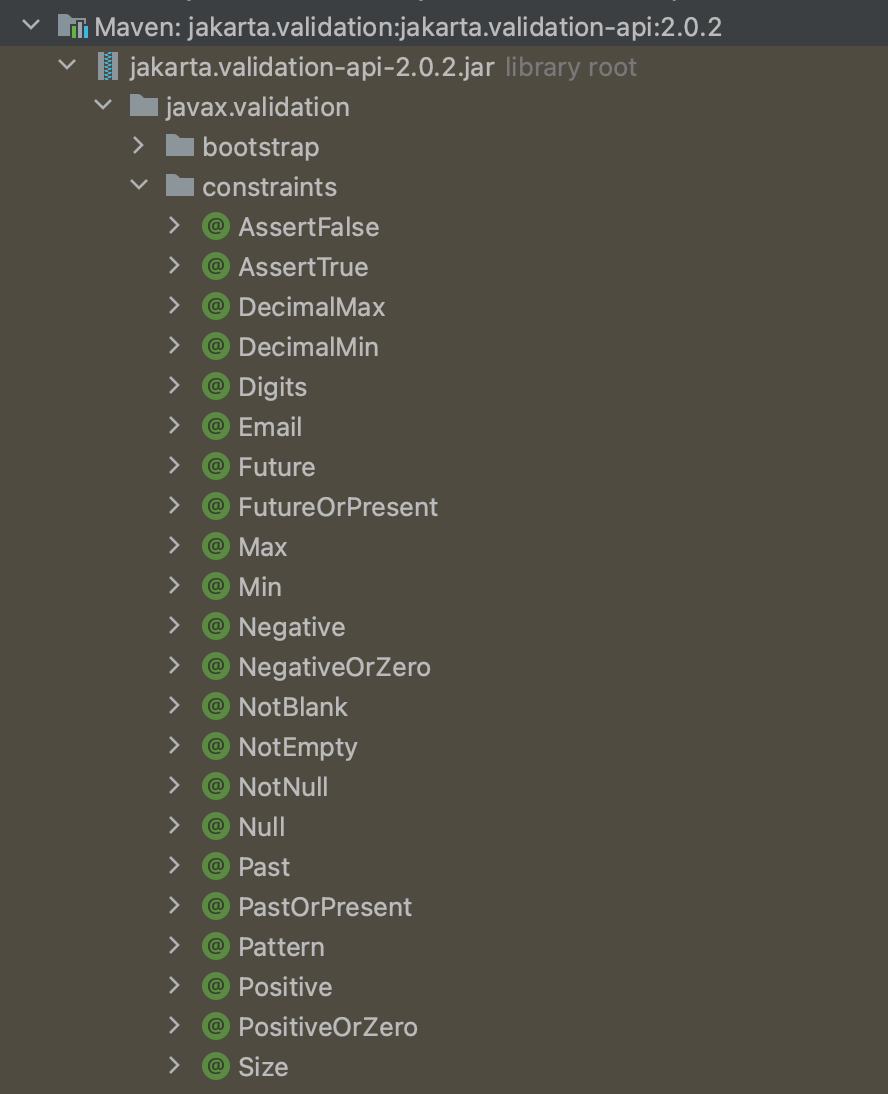 Maven: jakarta.validation:jakarta.validation-api:2.0.2
jakarta.validation-api-2.0.2.jar library root
javax.validation
bootstrap
constraints
@ AssertFalse
@ AssertTrue
@ DecimalMax
@ DecimalMin
@ Digits
@ Email
@ Future
@ FutureOrPresent
@ Max
@ Min
@ Negative
@ NegativeOrZero
@ NotBlank
@ NotEmpty
@ NotNull
@ Null
@ Past
@ PastOrPresent
@ Pattern
@ Positive
@ PositiveOrZero
@ Size